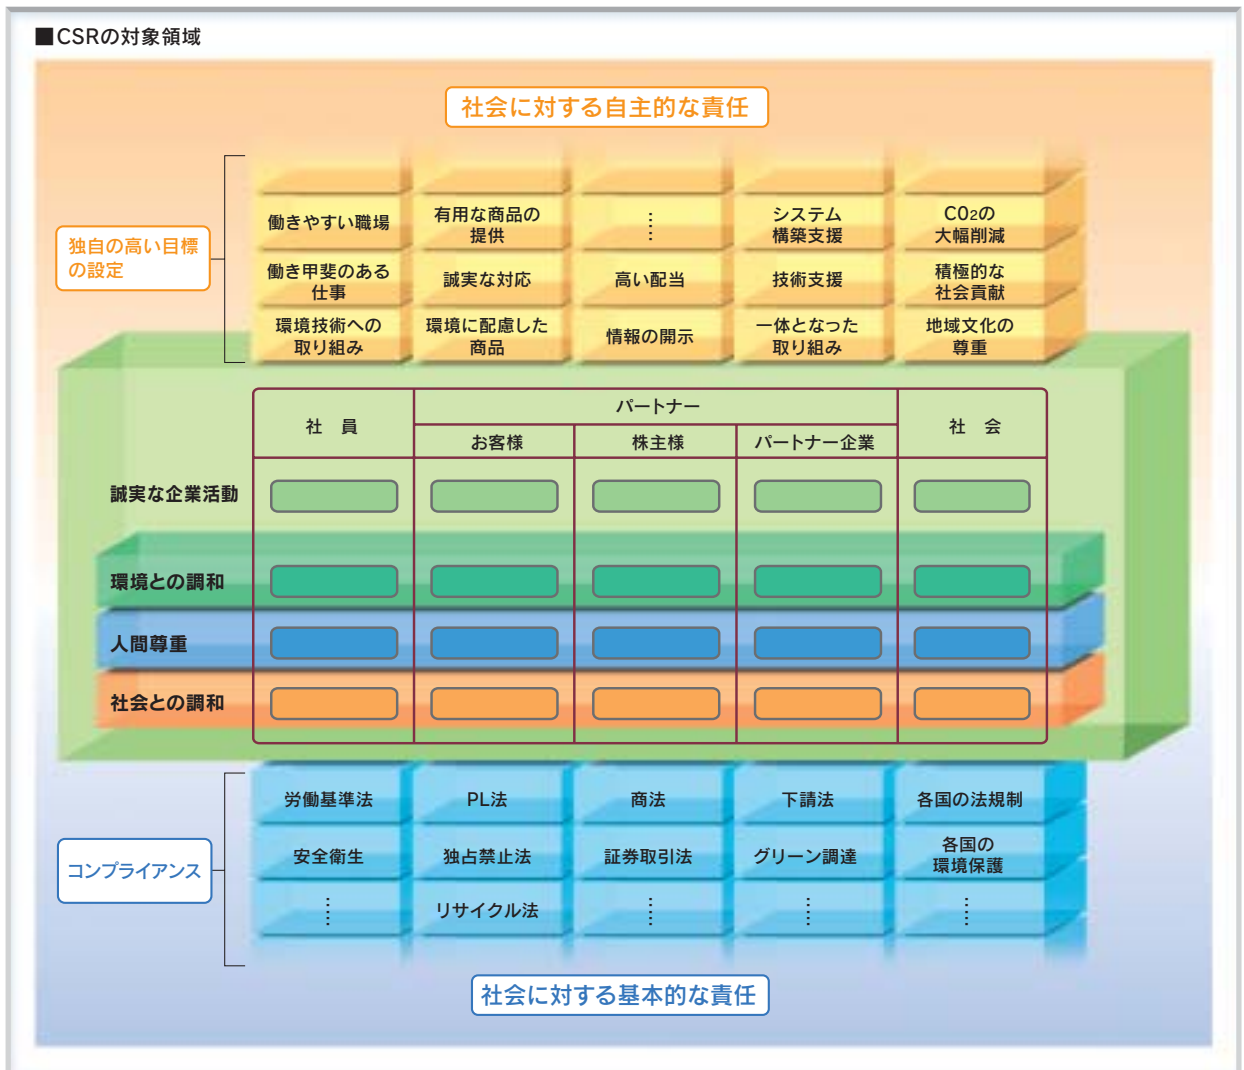 ■CSRの対象領域
社会に対する自主的な責任
独自の高い目標
の設定
働きやすい職場
有用な商品の
提供
⋮
システム
構築支援
CO2の
大幅削減
働き甲斐のある
仕事
誠実な対応
高い配当
技術支援
積極的な
社会貢献
環境技術への
取り組み
環境に配慮した
商品
情報の開示
一体となった
取り組み
地域文化の
尊重
社 員
パートナー
社 会
お客様
株主様
パートナー企業
誠実な企業活動
環境との調和
人間尊重
社会との調和
コンプライアンス
労働基準法
PL法
商法
下請法
各国の法規制
安全衛生
独占禁止法
証券取引法
グリーン調達
各国の
環境保護
⋮
リサイクル法
⋮
⋮
⋮
社会に対する基本的な責任